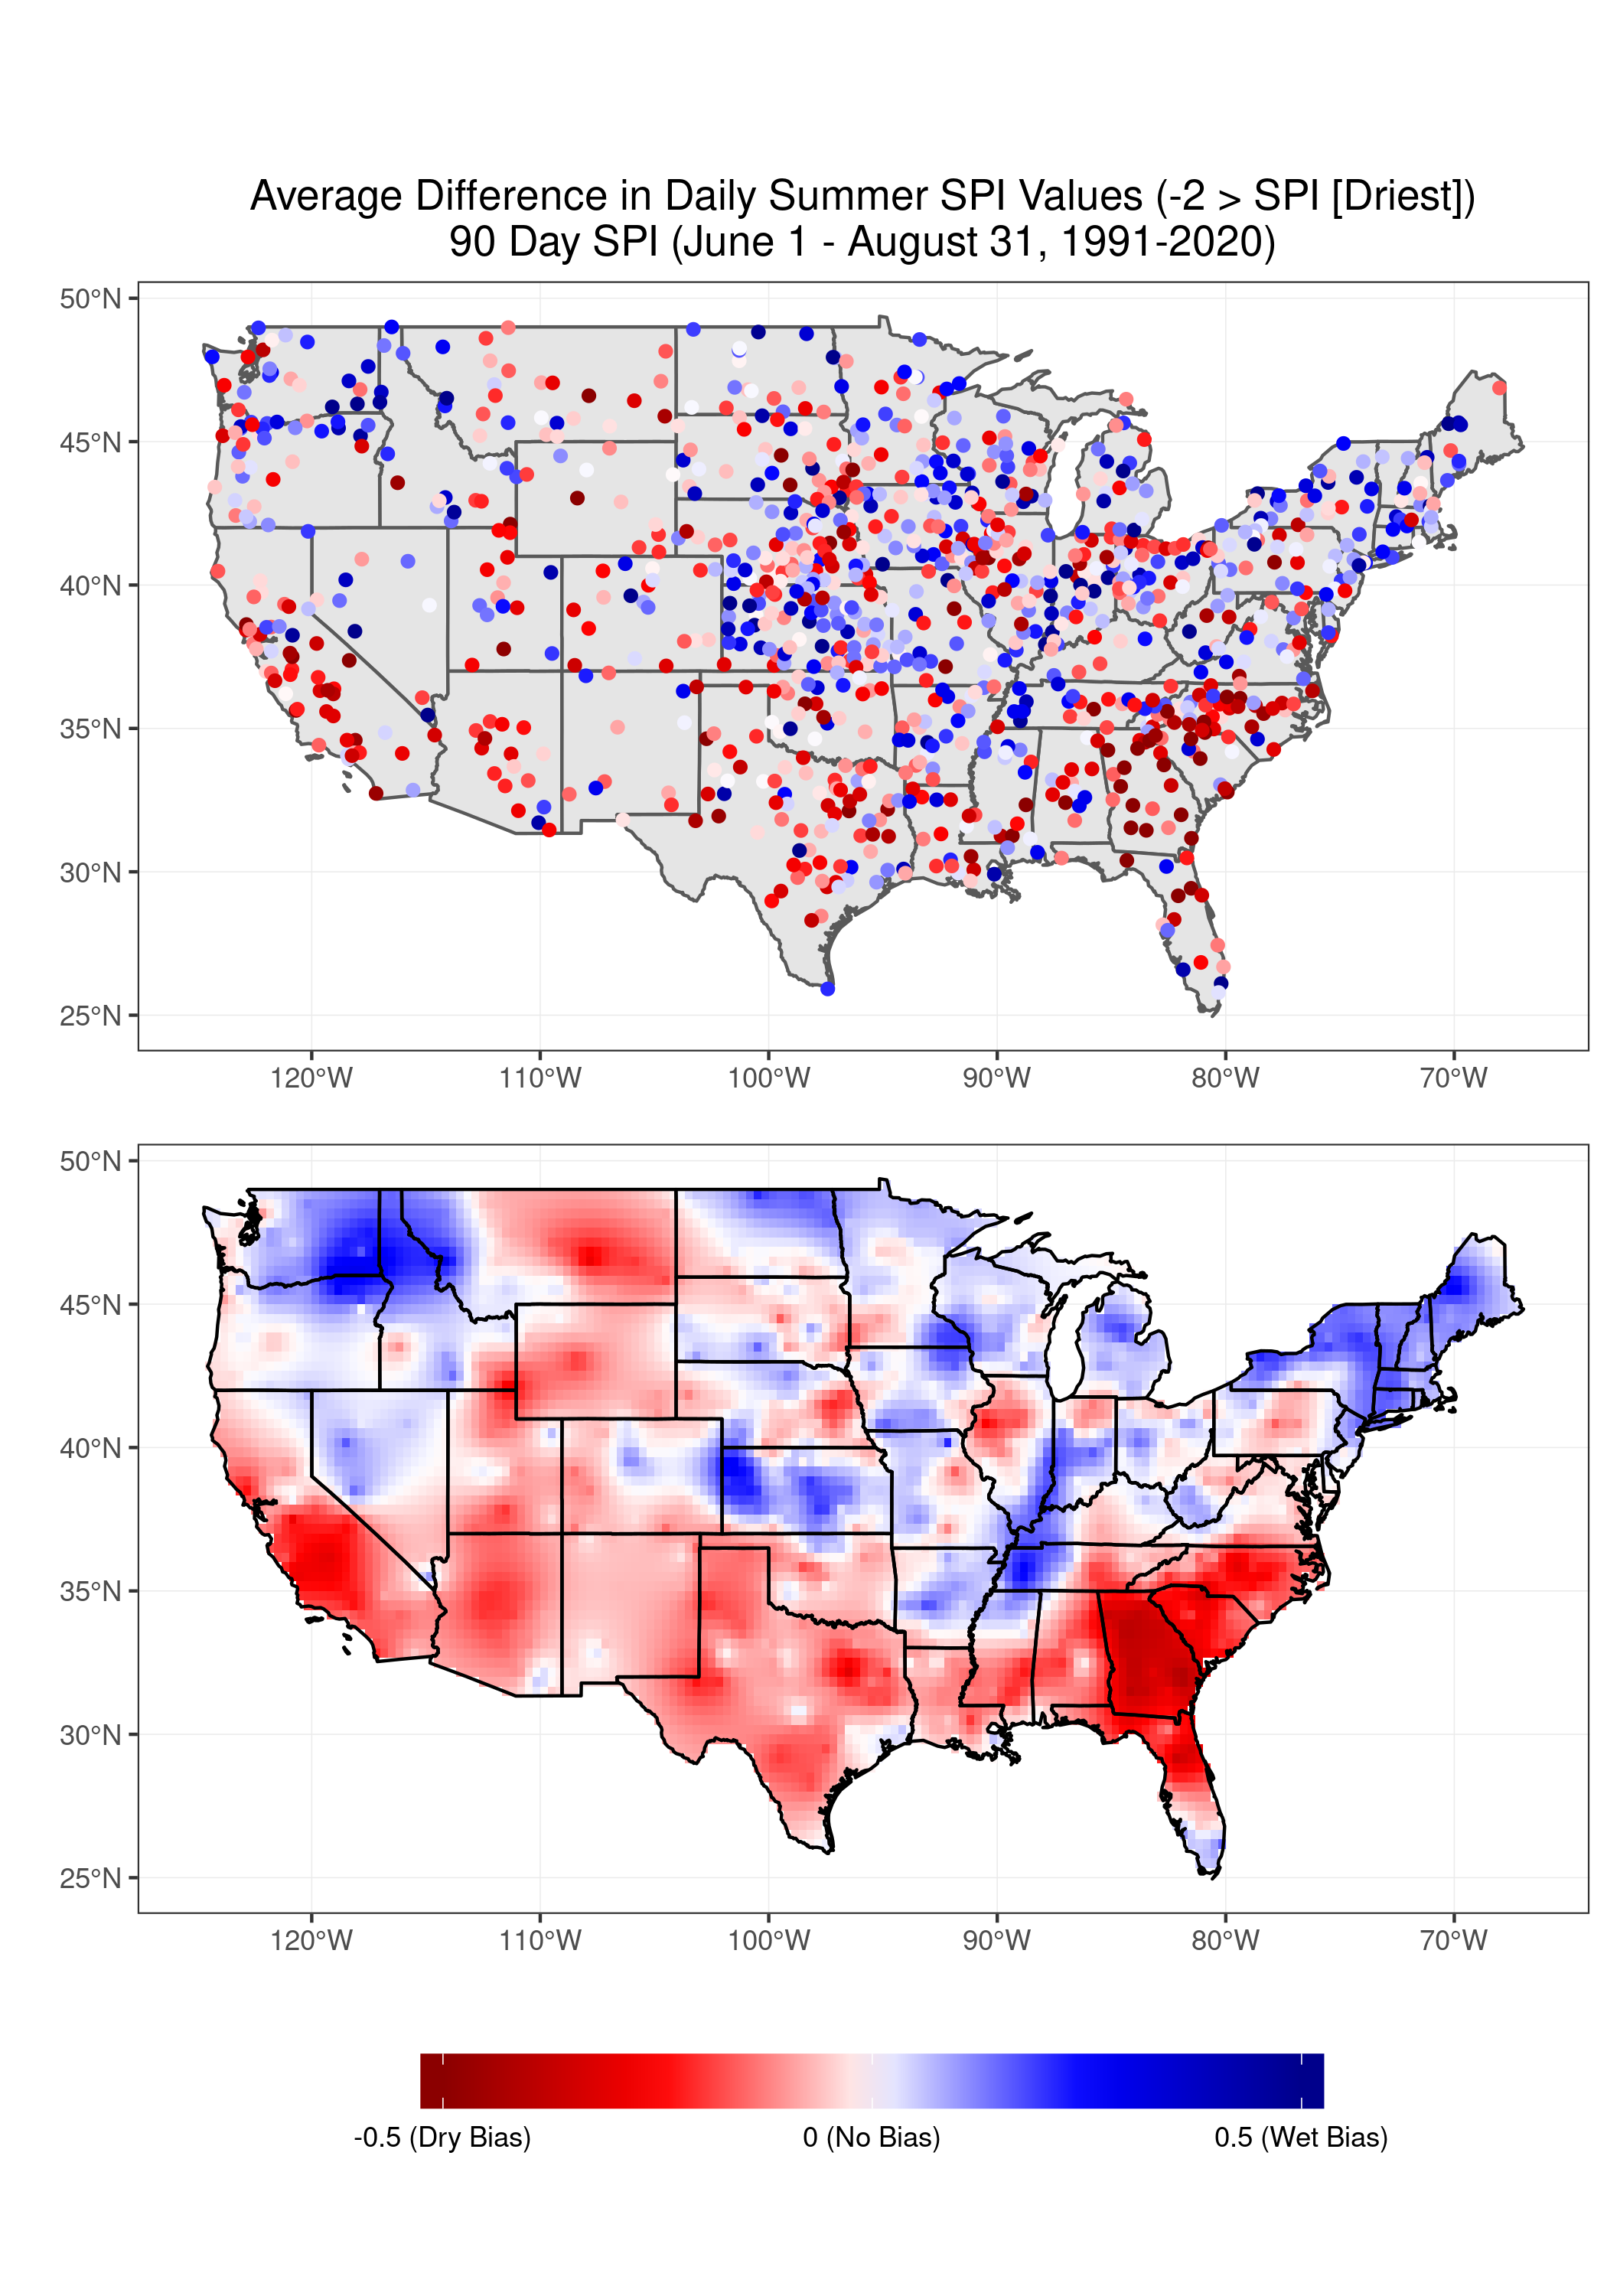 Average Difference in Daily Summer SPI Values (-2 > SPI [Driest])
90 Day SPI (June 1 - August 31, 1991-2020)
50°N
45°N
40°N
35°N
30°N
25°N
120°W 110°W 100°W 90°W 80°W 70°W
50°N
45°N
40°N
35°N
30°N
25°N
120°W 110°W 100°W 90°W 80°W 70°W
-0.5 (Dry Bias) 0 (No Bias) 0.5 (Wet Bias)